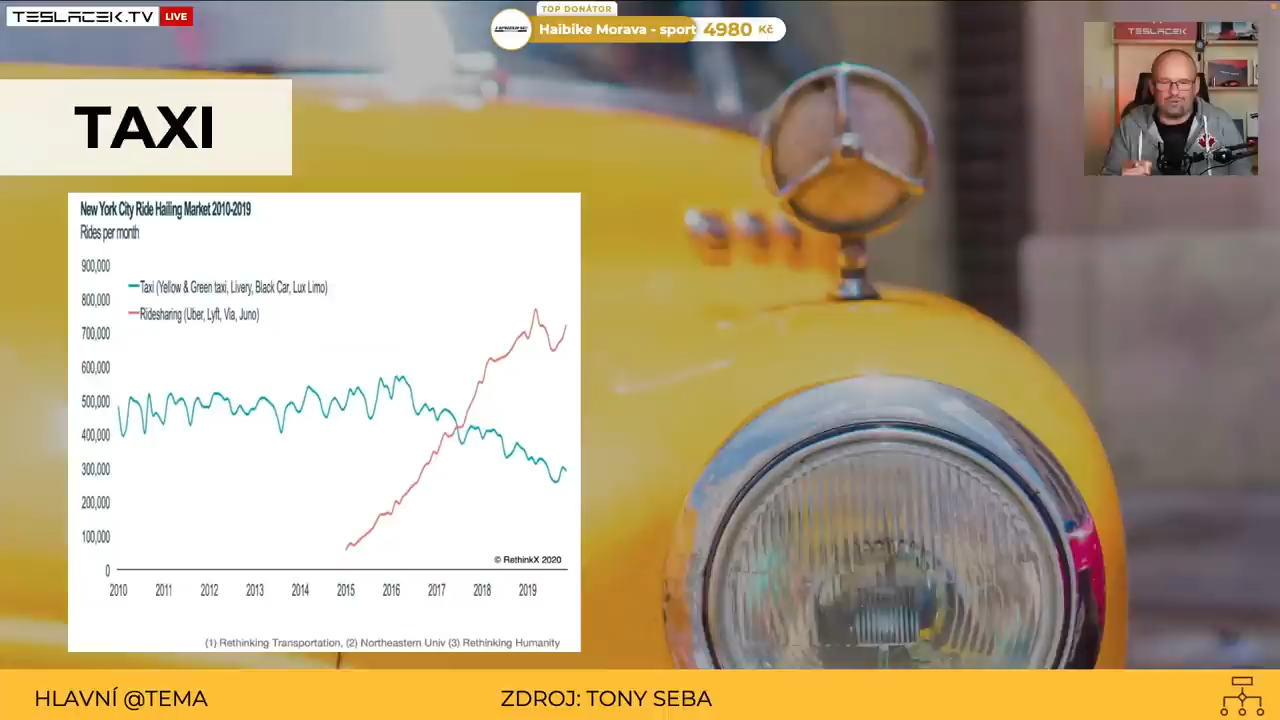 TESLACEK.TV LIVE
TOP DONÁTOR
Haibike Morava - sport 4980 Kč
TESLACEK
TAXI
New York City Ride Hailing Market 2010-2019
Rides per month
900,000
800,000
700,000
600,000
500,000
400,000
300,000
200,000
100,000
0
Taxi (Yellow & Green taxi, Livery, Black Car, Lux Limo)
Ridesharing (Uber, Lyft, Via, Juno)
© RethinkX 2020
2010 2011 2012 2013 2014 2015 2016 2017 2018 2019
(1) Rethinking Transportation, (2) Northeastern Univ (3) Rethinking Humanity
HLAVNÍ @TEMA
ZDROJ: TONY SEBA